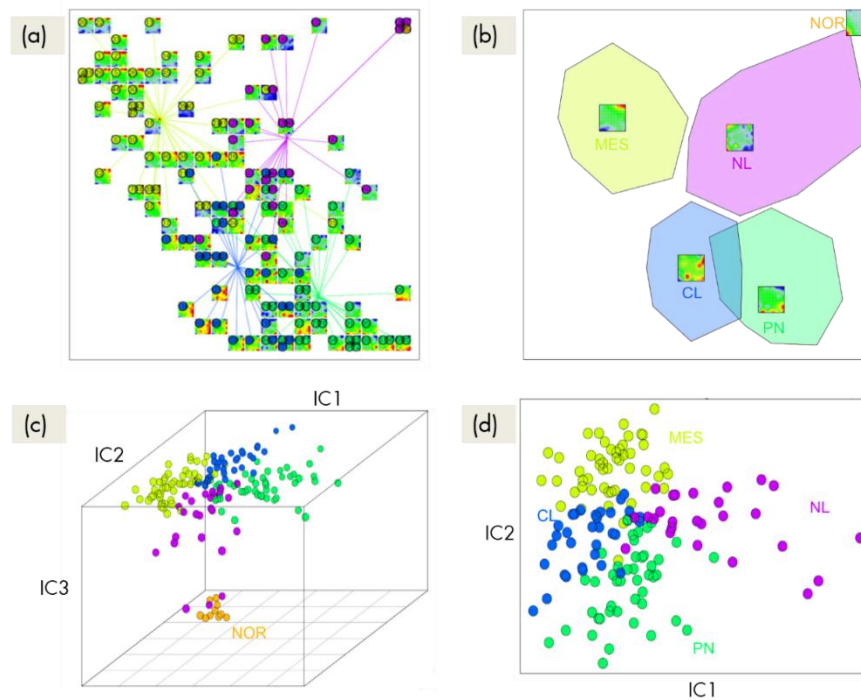 (a)
(b)
NOR
MES
NL
CL
PN
(c)
IC1
IC2
IC3
NOR
(d)
MES
CL
NL
IC2
PN
IC1